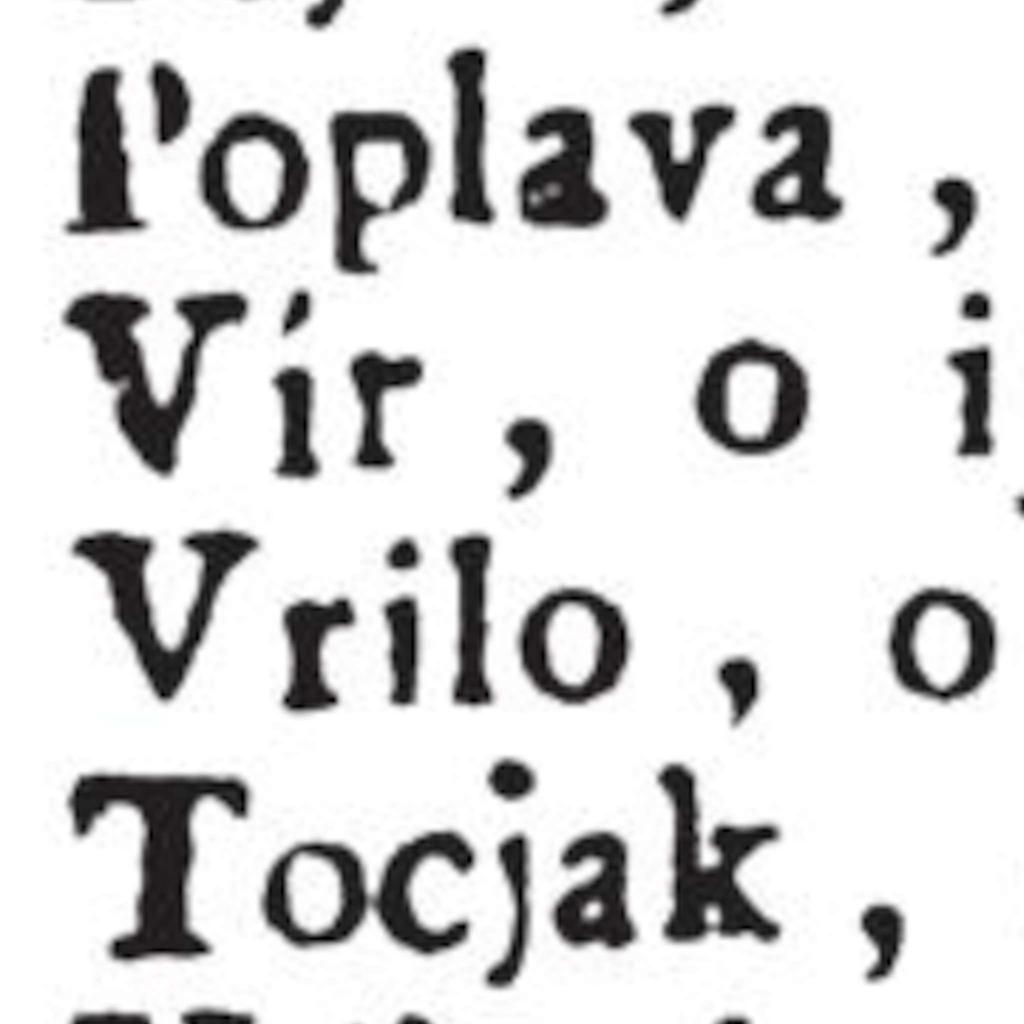 Poplava ,
Vír , o i
Vrilo , o
Tocjak ,